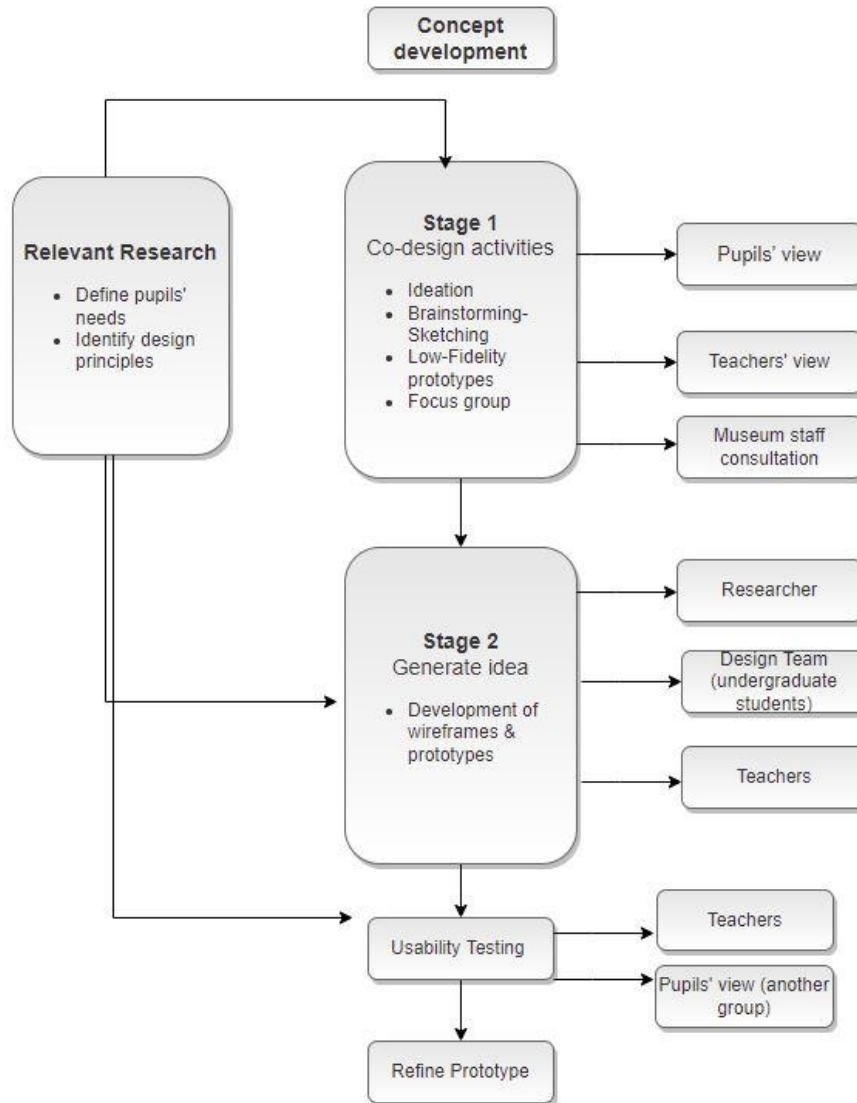 Concept
development
Relevant Research
• Define pupils'
needs
• Identify design
principles
Stage 1
Co-design activities
• Ideation
• Brainstorming-
Sketching
• Low-Fidelity
prototypes
• Focus group
Pupils' view
Teachers' view
Museum staff
consultation
Stage 2
Generate idea
• Development of
wireframes &
prototypes
Researcher
Design Team
(undergraduate
students)
Teachers
Usability Testing
Teachers
Pupils' view (another
group)
Refine Prototype